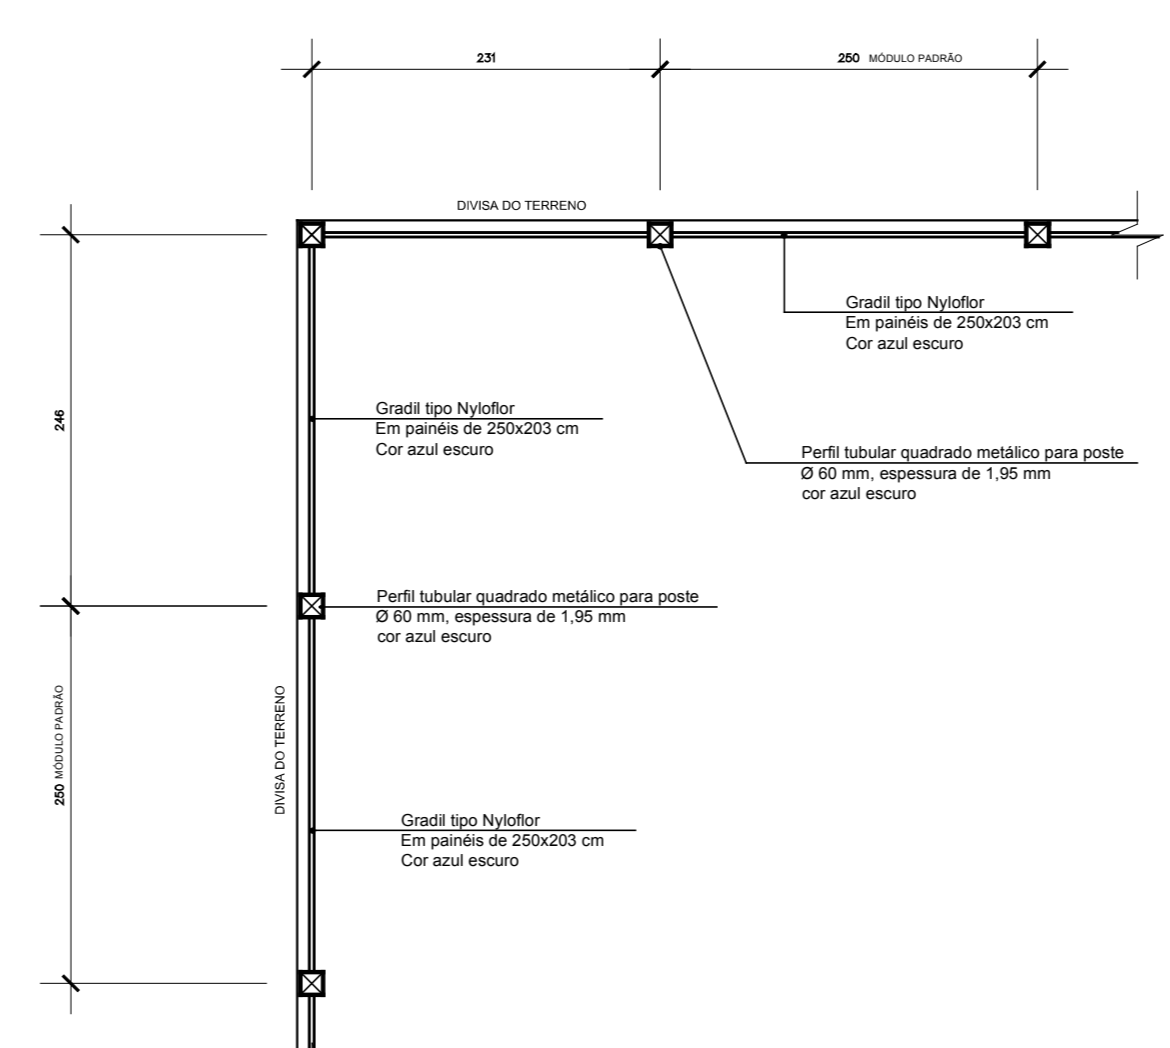 231
250 MÓDULO PADRÃO
DIVISA DO TERRENO
Gradil tipo Nyloflor
Em painéis de 250x203 cm
Cor azul escuro
246
Gradil tipo Nyloflor
Em painéis de 250x203 cm
Cor azul escuro
Perfil tubular quadrado metálico para poste
Ø 60 mm, espessura de 1,95 mm
cor azul escuro
Perfil tubular quadrado metálico para poste
Ø 60 mm, espessura de 1,95 mm
cor azul escuro
250 MÓDULO PADRÃO
DIVISA DO TERRENO
Gradil tipo Nyloflor
Em painéis de 250x203 cm
Cor azul escuro